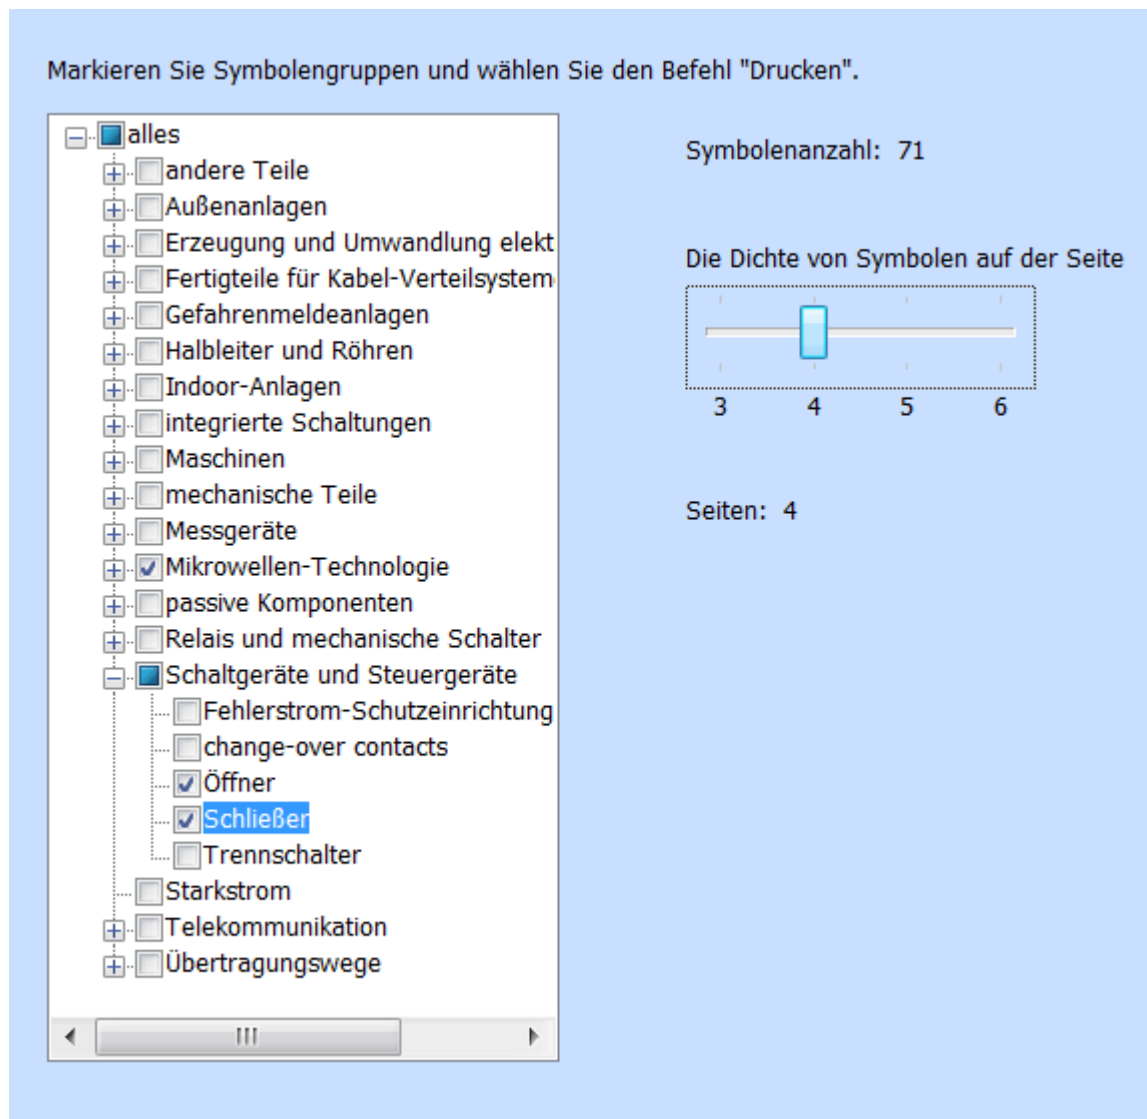 Markieren Sie Symbolengruppen und wählen Sie den Befehl "Drucken".
alles
andere Teile
Außenanlagen
Erzeugung und Umwandlung elekt
Fertigteile für Kabel-Verteilsystem
Gefahrenmeldeanlagen
Halbleiter und Röhren
Indoor-Anlagen
integrierte Schaltungen
Maschinen
mechanische Teile
Messgeräte
Mikrowellen-Technologie
passive Komponenten
Relais und mechanische Schalter
Schaltgeräte und Steuergeräte
Fehlerstrom-Schutzeinrichtung
change-over contacts
Öffner
Schließer
Trennschalter
Starkstrom
Telekommunikation
Übertragungswege
Symbolenanzahl: 71
Die Dichte von Symbolen auf der Seite
3 4 5 6
Seiten: 4